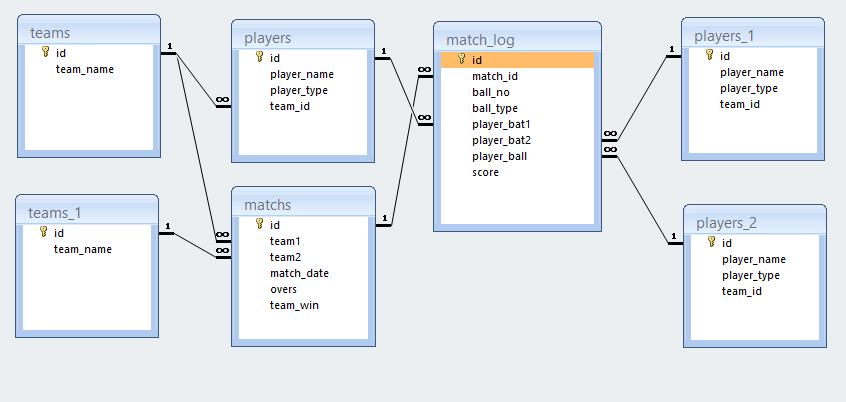 teams
id
team_name
players
id
player_name
player_type
team_id
match_log
id
match_id
ball_no
ball_type
player_bat1
player_bat2
player_ball
score
players_1
id
player_name
player_type
team_id
teams_1
id
team_name
matchs
id
team1
team2
match_date
overs
team_win
players_2
id
player_name
player_type
team_id
1
∞
1
∞
∞
1
∞
∞
1
∞
1
∞
1
1